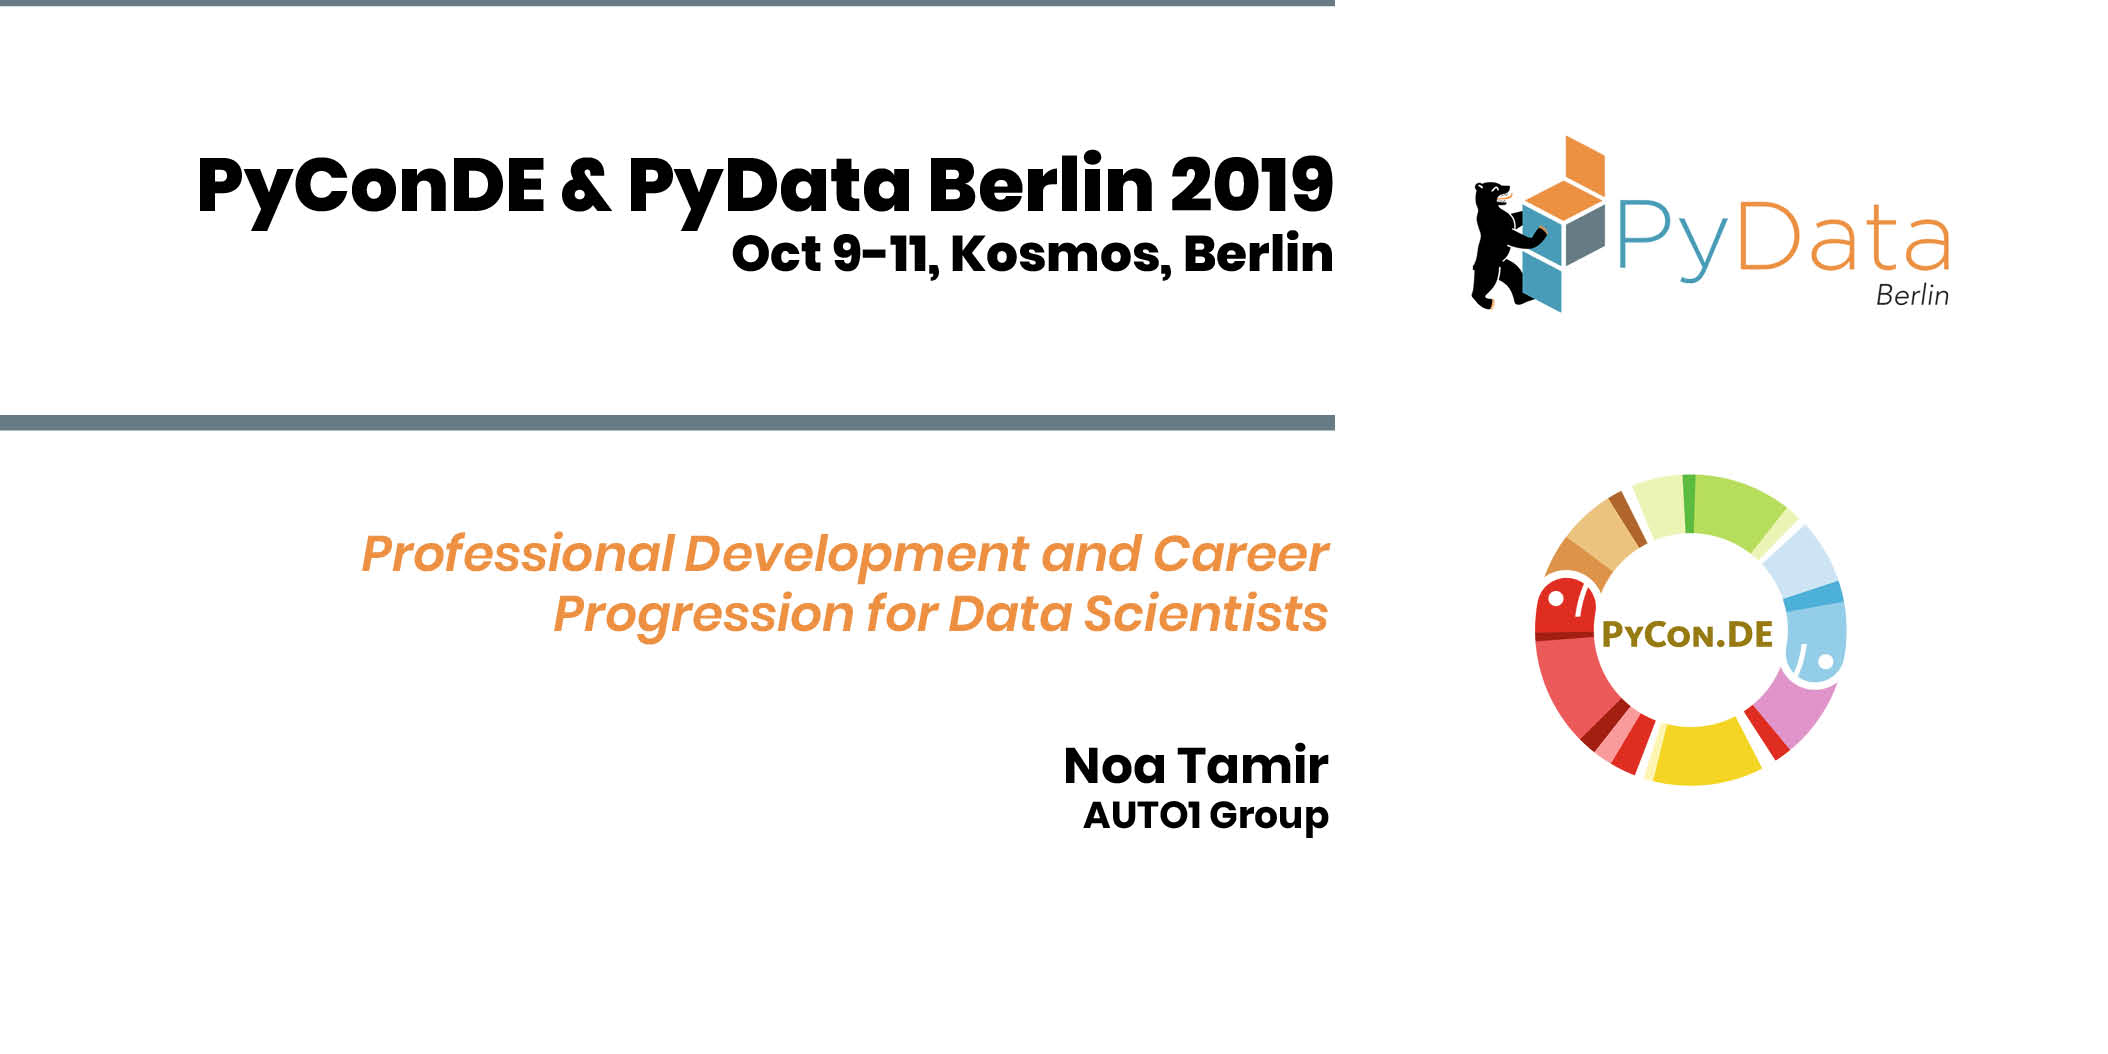 PyConDE & PyData Berlin 2019
Oct 9-11, Kosmos, Berlin
PyData
Berlin
Professional Development and Career
Progression for Data Scientists
PyCon.DE
Noa Tamir
AUTO1 Group